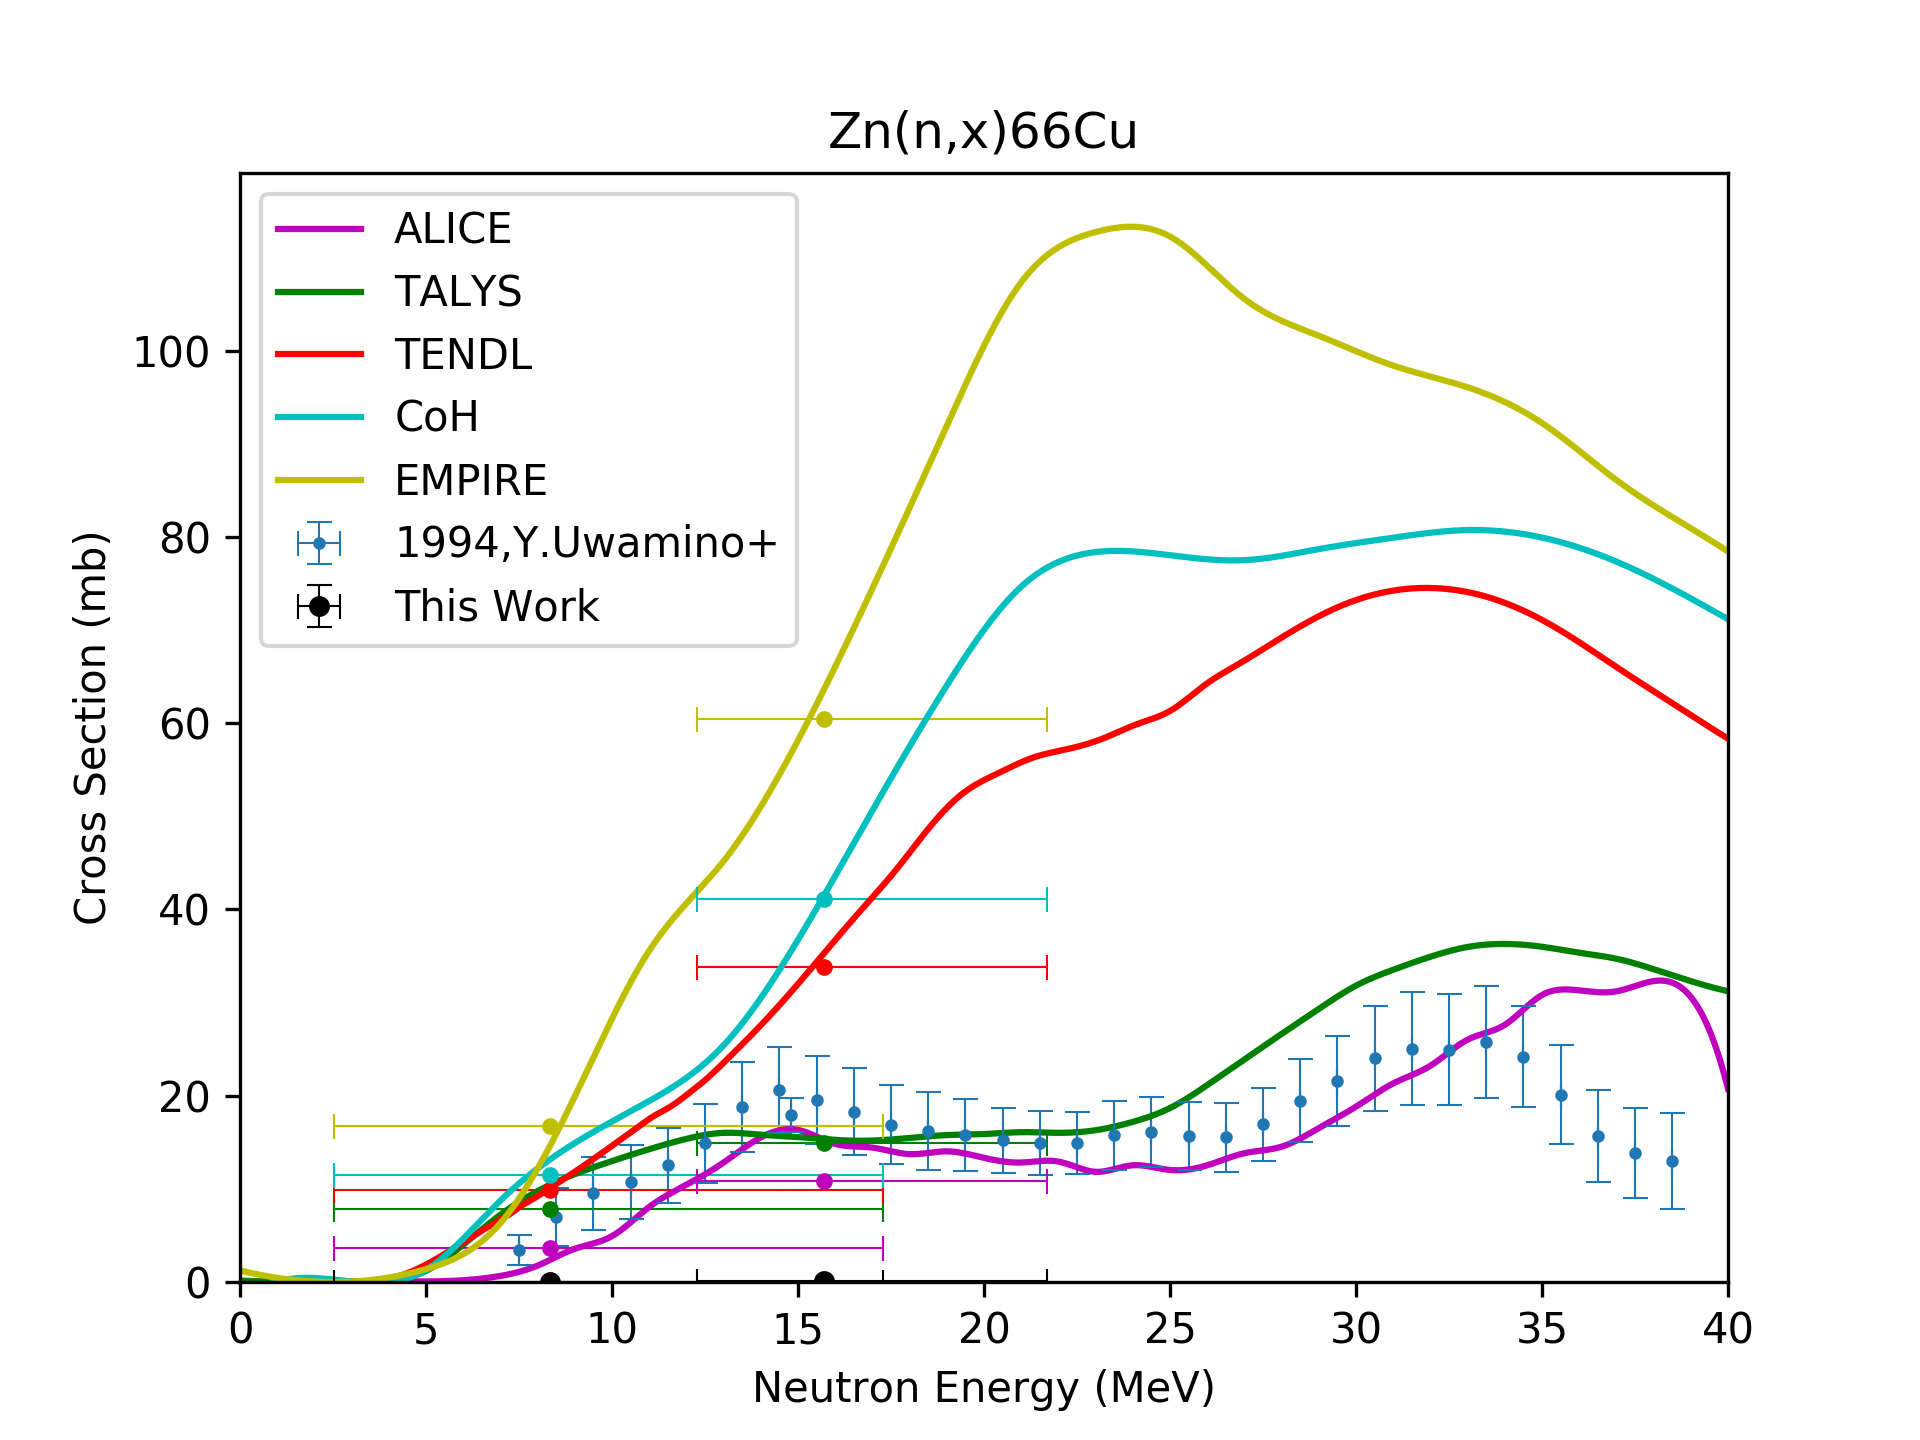 Zn(n,x)66Cu
ALICE
TALYS
TENDL
CoH
EMPIRE
1994,Y.Uwamino+
This Work
Cross Section (mb)
100
80
60
40
20
0
0 5 10 15 20 25 30 35 40
Neutron Energy (MeV)